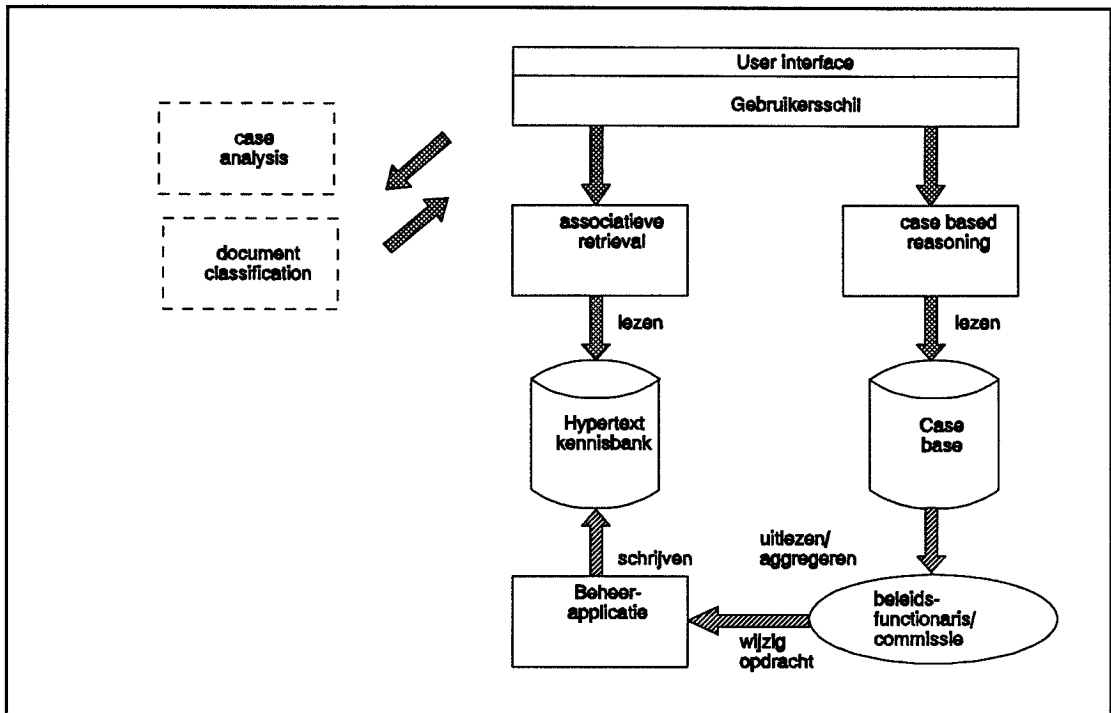 User interface
Gebruikersschil
case
analysis
document
classification
associatieve
retrieval
case based
reasoning
lezen
lezen
Hypertext
kennisbank
Case
base
schrijven
uitlezen/
aggregeren
Beheer-
applicatie
wijzig
opdracht
beleids-
functionaris/
commissie